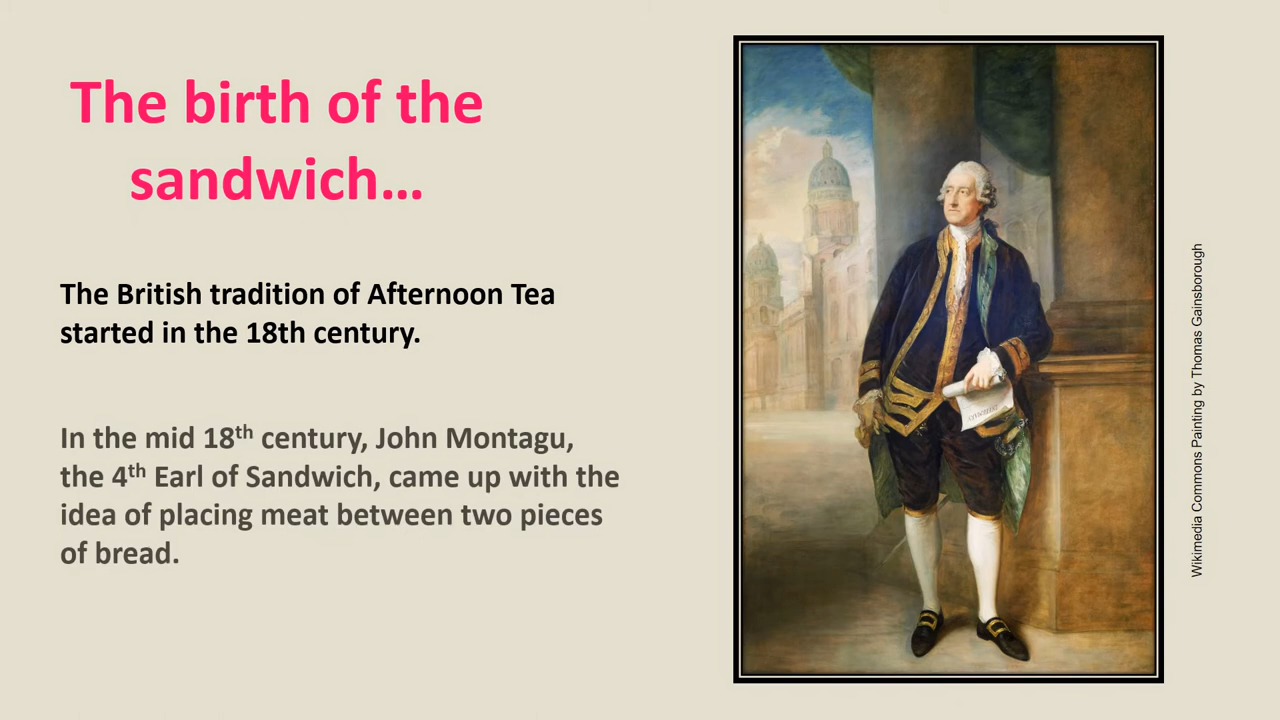 The birth of the
sandwich…
The British tradition of Afternoon Tea
started in the 18th century.
In the mid 18th century, John Montagu,
the 4th Earl of Sandwich, came up with the
idea of placing meat between two pieces
of bread.
Wikimedia Commons Painting by Thomas Gainsborough